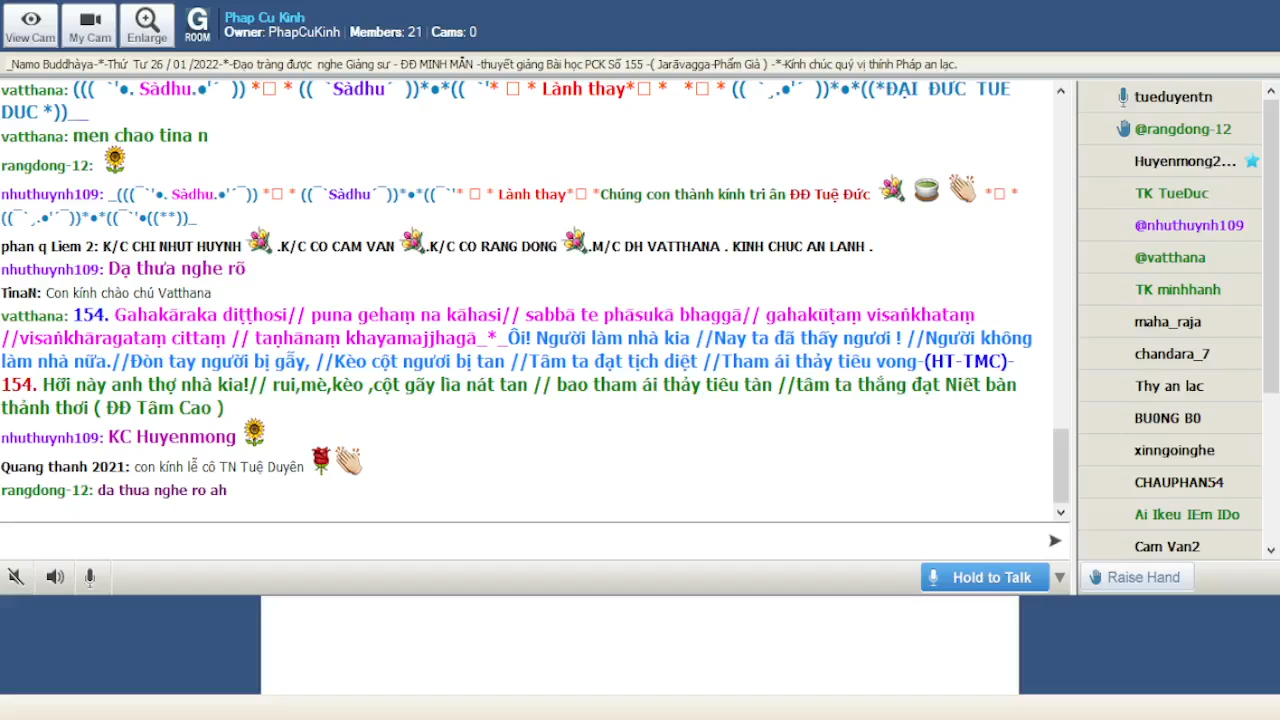 View Cam
My Cam
Enlarge
G
ROOM
Phap Cu Kinh
Owner: PhapCuKinh | Members: 21 | Cams: 0
_Namo Buddhàya-*-Thứ Tư 26 / 01 /2022-*-Đạo tràng được nghe Giảng sư - ĐĐ MINH MẪN -thuyết giảng Bài học PCK Số 155 -( Jarāvagga-Phẩm Già ) -*-Kính chúc quý vị thính Pháp an lạc.
vatthana: ((( `'●. Sàdhu.●'´ )) *□ * (( `Sàdhu´ ))*●*(( `'*□ * Lành thay*□ * *□ * (( `¸.●'´ ))*●*((*ĐẠI ĐỨC TUE
DUC *))__
vatthana: men chao tina n
rangdong-12:
nhuthuynh109: _(((¯`'●. Sàdhu.●'´¯)) *□ * ((¯`Sàdhu´¯))*●*((¯`'* □ * Lành thay*□ *Chúng con thành kính tri ân ĐĐ Tuệ Đức *□ *
((¯`¸.●'´¯))*●*((¯`'●((**))_
phan q Liem 2: K/C CHI NHUT HUYNH .K/C CO CAM VAN .K/C CO RANG DONG .M/C DH VATTHANA . KINH CHUC AN LANH .
nhuthuynh109: Dạ thưa nghe rõ
TinaN: Con kính chào chú Vatthana
vatthana: 154. Gahakāraka diṭṭhosi// puna gehaṃ na kāhasi// sabbā te phāsukā bhaggā// gahakūṭaṃ visaṅkhataṃ
//visaṅkhāragataṃ cittaṃ // taṇhānaṃ khayamajjhagā_*_Ôi! Người làm nhà kia //Nay ta đã thấy ngươi ! //Người không
làm nhà nữa.//Đòn tay người bị gẫy, //Kèo cột ngươi bị tan //Tâm ta đạt tịch diệt //Tham ái thảy tiêu vong-(HT-TMC)-
154. Hỡi này anh thợ nhà kia!// rui,mè,kèo ,cột gãy lìa nát tan // bao tham ái thảy tiêu tàn //tâm ta thắng đạt Niết bàn
thảnh thơi ( ĐĐ Tâm Cao )
nhuthuynh109: KC Huyenmong
Quang thanh 2021: con kính lễ cô TN Tuệ Duyên
rangdong-12: da thua nghe ro ah
Hold to Talk
tueduyentn
@rangdong-12
Huyenmong2...
TK TueDuc
@nhuthuynh109
@vatthana
TK minhhanh
maha_raja
chandara_7
Thy an lac
BU0NG B0
xinngoinghe
CHAUPHAN54
Ai Ikeu IEm IDo
Cam Van2
Raise Hand